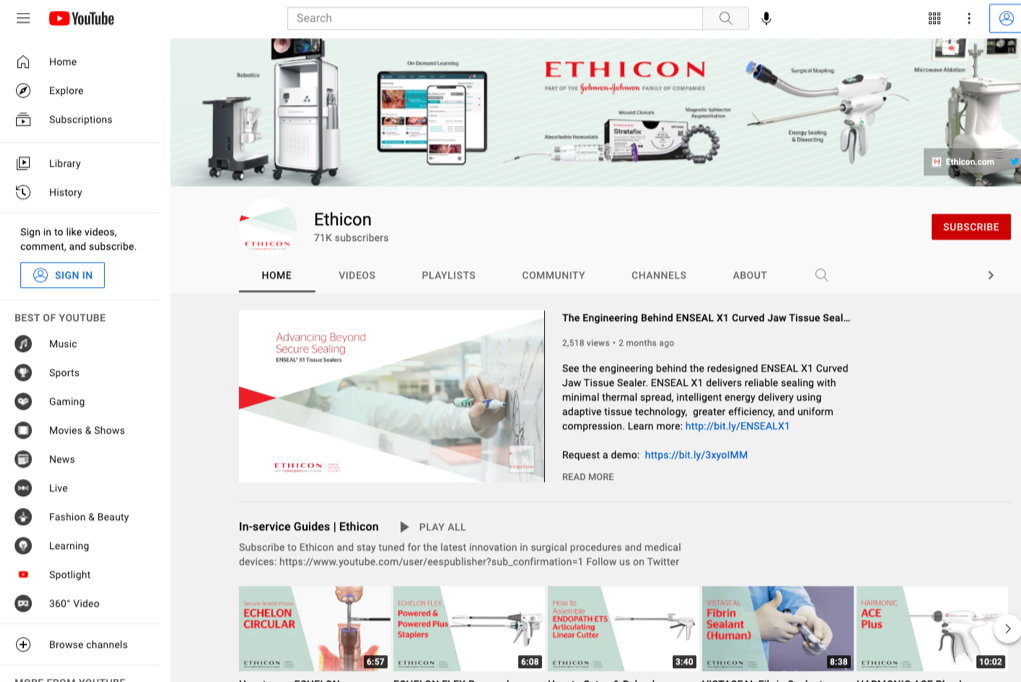 YouTube
Search
Home
Explore
Subscriptions
Library
History
Sign in to like videos,
comment, and subscribe.
SIGN IN
BEST OF YOUTUBE
Music
Sports
Gaming
Movies & Shows
News
Live
Fashion & Beauty
Learning
Spotlight
360° Video
Browse channels
MORE FROM YOUTUBE
Robotics
On-Demand Learning
ETHICON
PART OF THE Johnson & Johnson FAMILY OF COMPANIES
Surgical Stapling
Microwave Ablation
Wound Closure
Magnetic Sphincter
Augmentation
Absorbable Hemostats
Stratafix
Energy Sealing
& Dissecting
Ethicon.com
ETHICON
Ethicon
71K subscribers
SUBSCRIBE
HOME
VIDEOS
PLAYLISTS
COMMUNITY
CHANNELS
ABOUT
Advancing Beyond
Secure Sealing
ENSEAL® X1 Tissue Sealers
ETHICON
ETHICON
The Engineering Behind ENSEAL X1 Curved Jaw Tissue Seal...
2,518 views • 2 months ago
See the engineering behind the redesigned ENSEAL X1 Curved
Jaw Tissue Sealer. ENSEAL X1 delivers reliable sealing with
minimal thermal spread, intelligent energy delivery using
adaptive tissue technology, greater efficiency, and uniform
compression. Learn more: http://bit.ly/ENSEALX1
Request a demo: https://bit.ly/3xyoIMM
READ MORE
In-service Guides | Ethicon
PLAY ALL
Subscribe to Ethicon and stay tuned for the latest innovation in surgical procedures and medical
devices: https://www.youtube.com/user/eespublisher?sub_confirmation=1 Follow us on Twitter
Secure Anastomoses
ECHELON
CIRCULAR
ETHICON
6:57
ECHELON FLEX
Powered &
Powered Plus
Staplers
ETHICON
6:08
How to
Assemble
ENDOPATH ETS
Articulating
Linear Cutter
ETHICON
3:40
VISTASEAL
Fibrin
Sealant
(Human)
ETHICON
8:38
HARMONIC
ACE
Plus
ETHICON
10:02